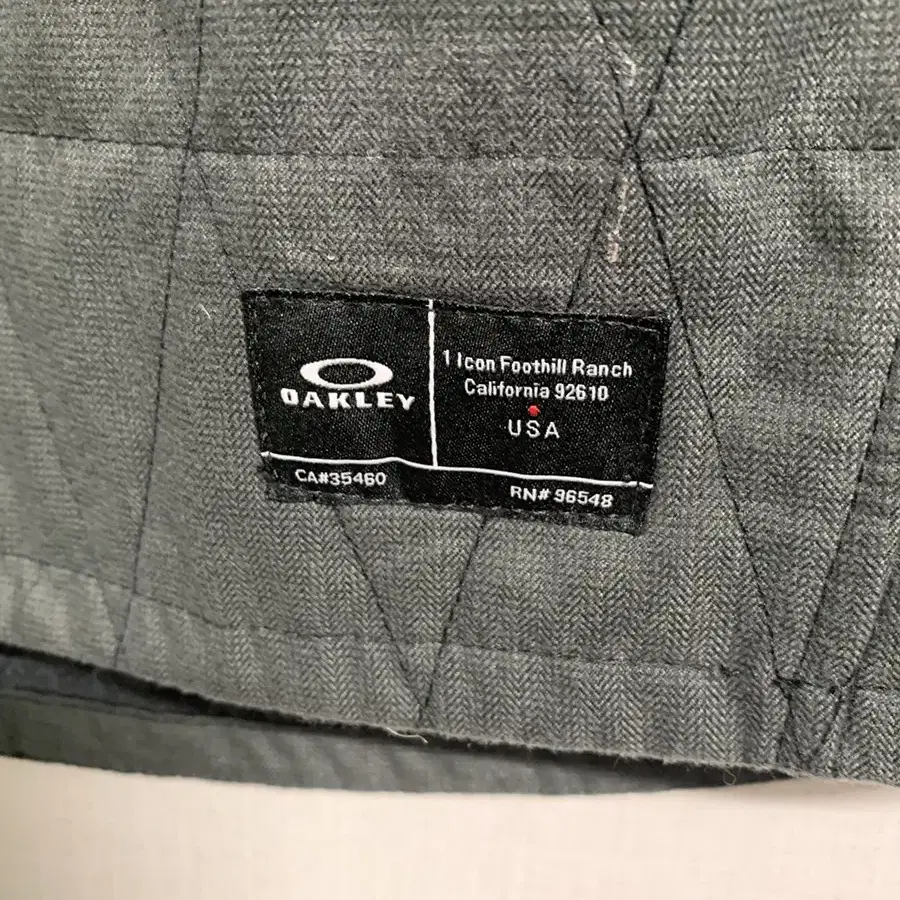 OAKLEY
1 Icon Foothill Ranch
California 92610
USA
CA#35460
RN# 96548